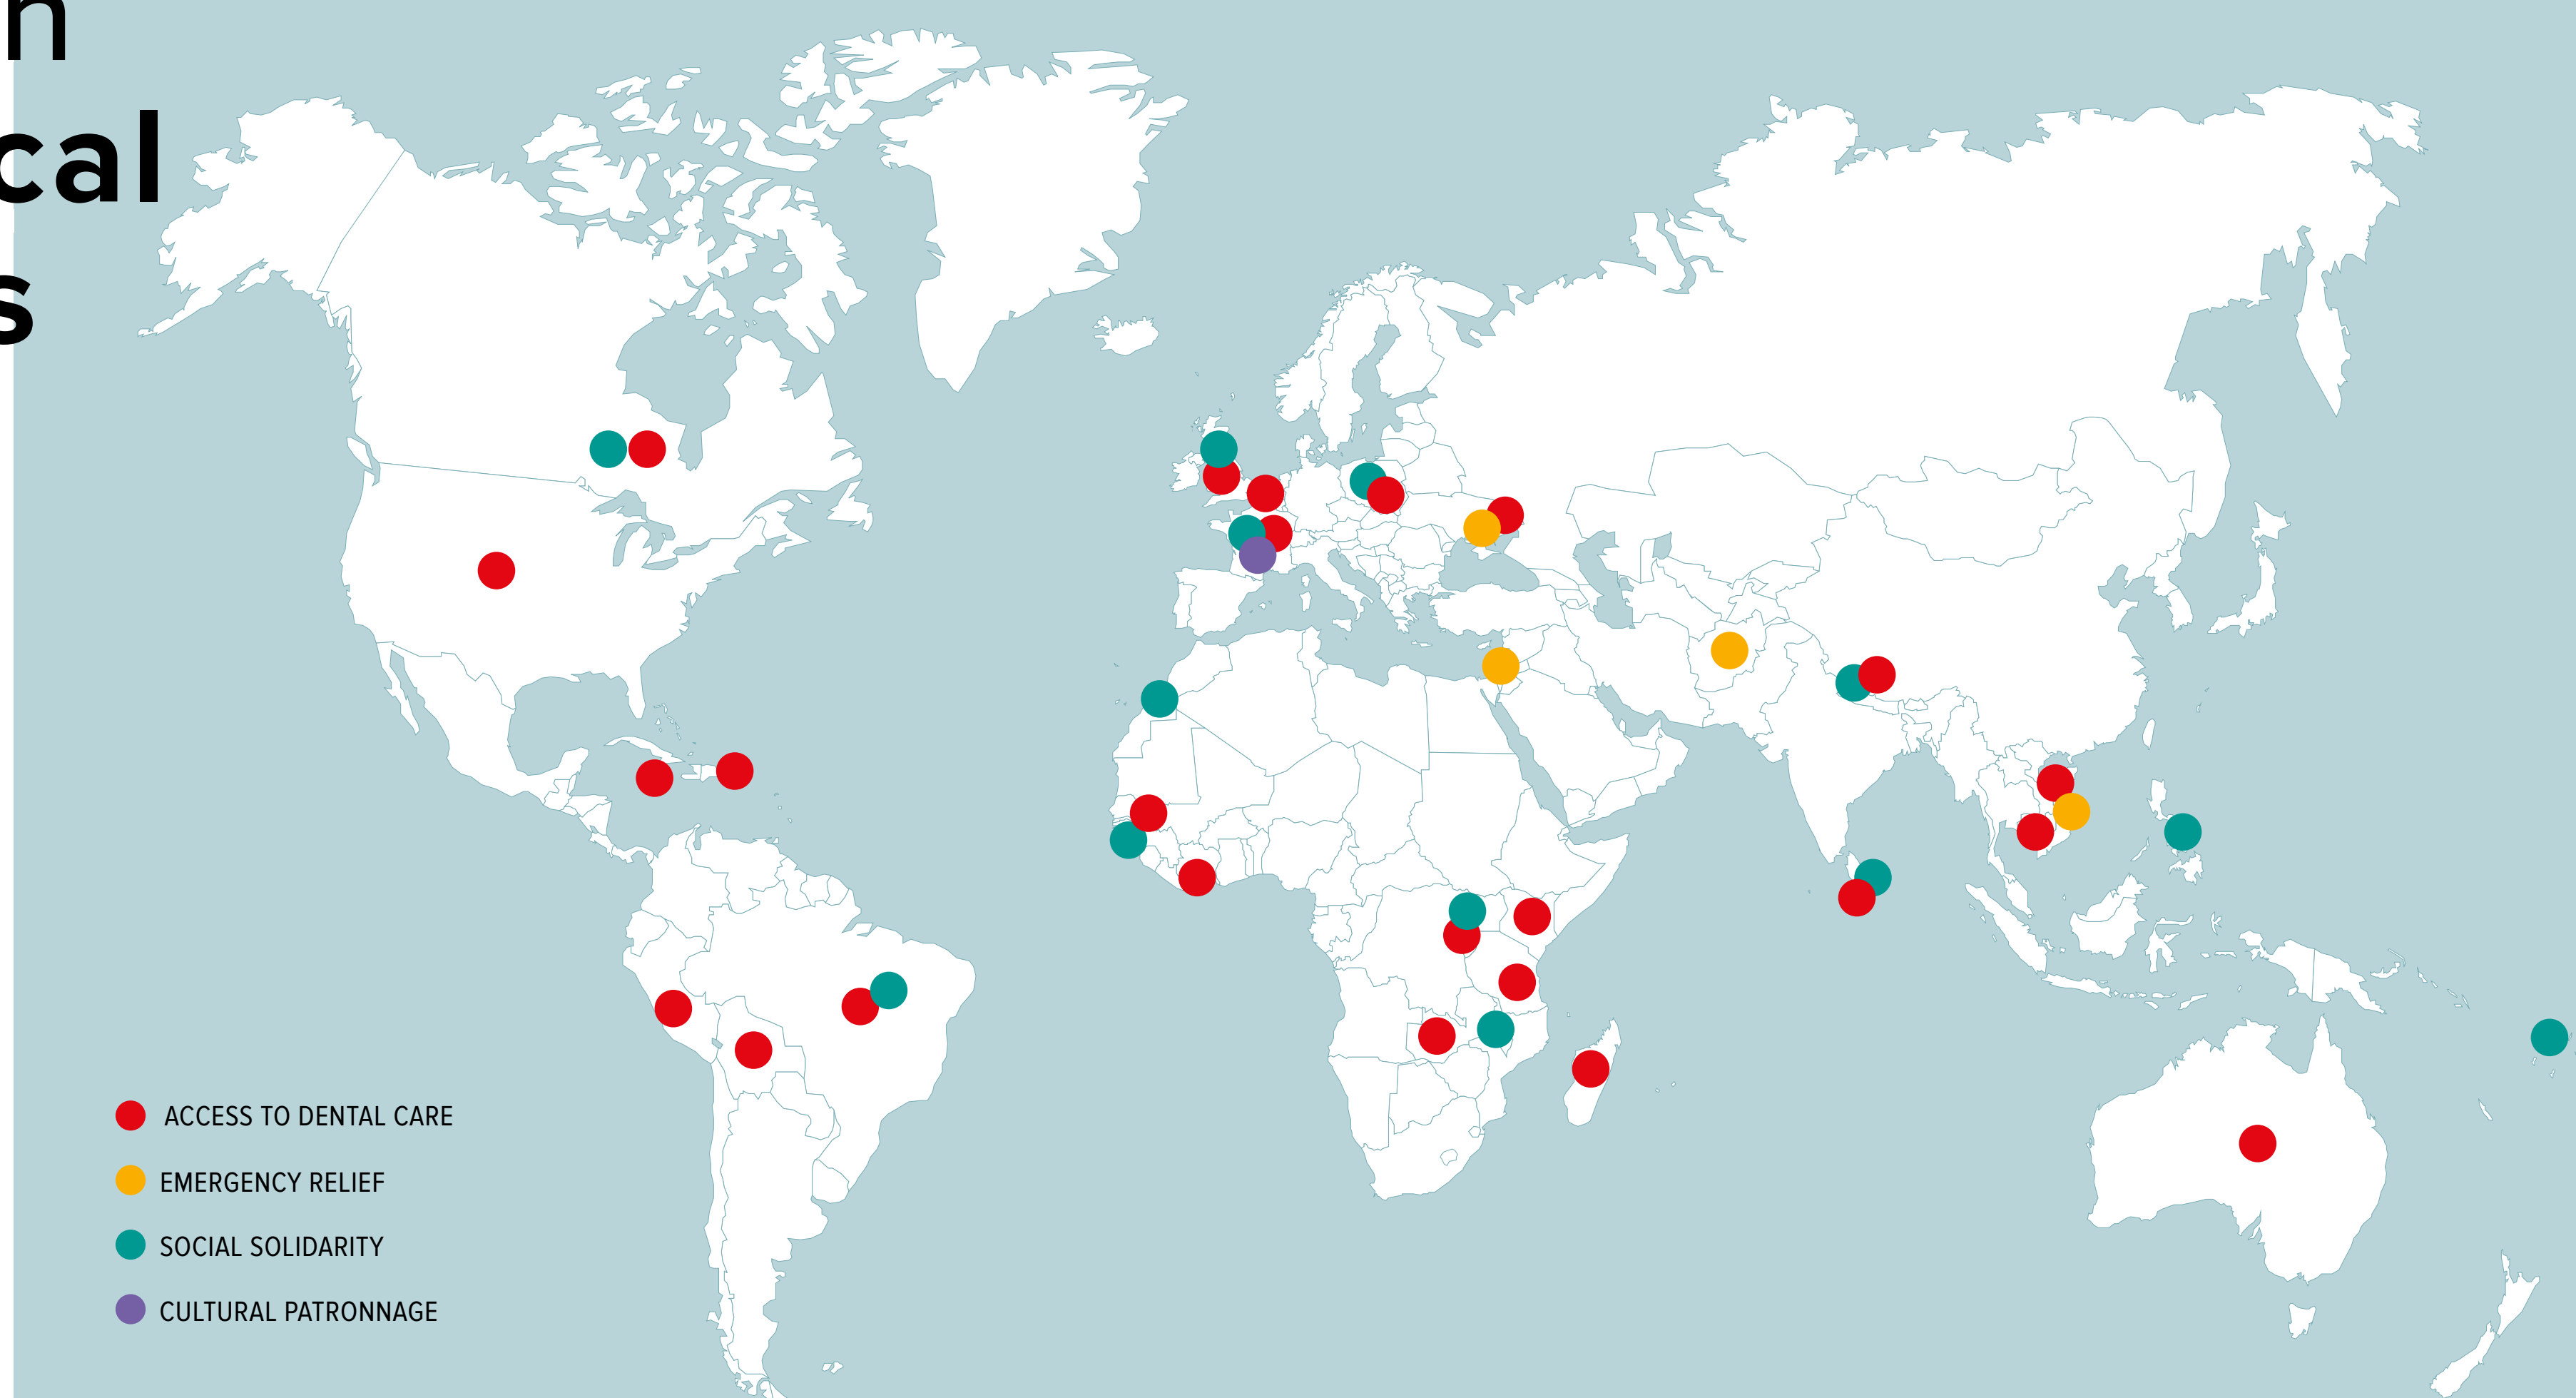 n
cal
s
ACCESS TO DENTAL CARE
EMERGENCY RELIEF
SOCIAL SOLIDARITY
CULTURAL PATRONNAGE